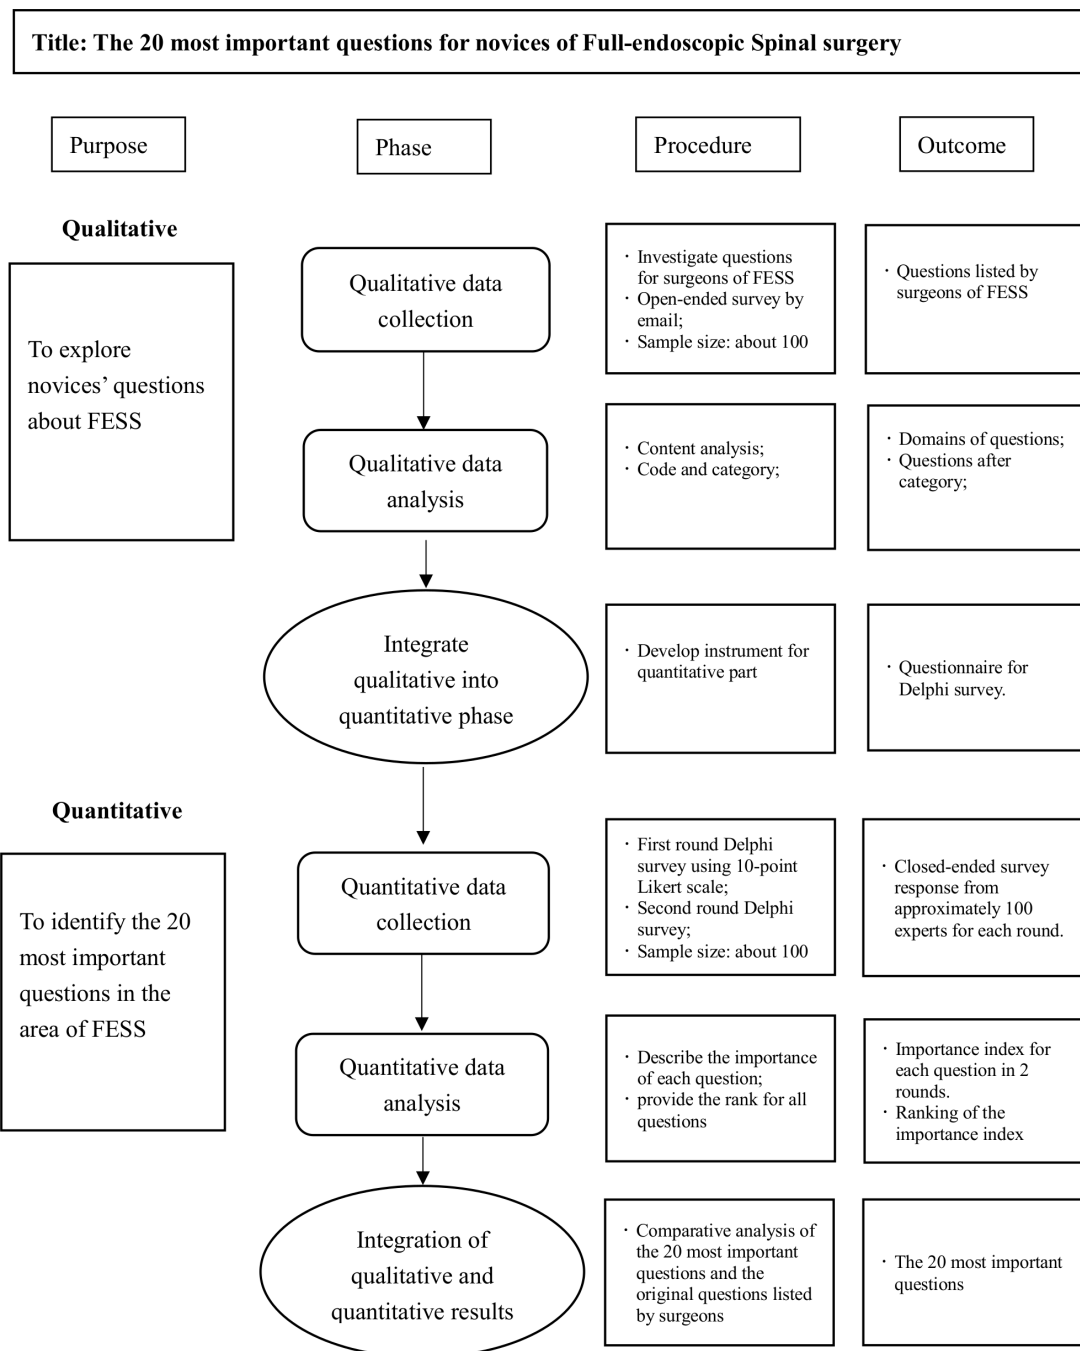 Title: The 20 most important questions for novices of Full-endoscopic Spinal surgery
Purpose
Phase
Procedure
Outcome
Qualitative
To explore
novices’ questions
about FESS
Qualitative data
collection
· Investigate questions
for surgeons of FESS
· Open-ended survey by
email;
· Sample size: about 100
· Questions listed by
surgeons of FESS
Qualitative data
analysis
· Content analysis;
· Code and category;
· Domains of questions;
· Questions after
category;
Integrate
qualitative into
quantitative phase
· Develop instrument for
quantitative part
· Questionnaire for
Delphi survey.
Quantitative
To identify the 20
most important
questions in the
area of FESS
Quantitative data
collection
· First round Delphi
survey using 10-point
Likert scale;
· Second round Delphi
survey;
· Sample size: about 100
· Closed-ended survey
response from
approximately 100
experts for each round.
Quantitative data
analysis
· Describe the importance
of each question;
· provide the rank for all
questions
· Importance index for
each question in 2
rounds.
· Ranking of the
importance index
Integration of
qualitative and
quantitative results
· Comparative analysis of
the 20 most important
questions and the
original questions listed
by surgeons
· The 20 most important
questions